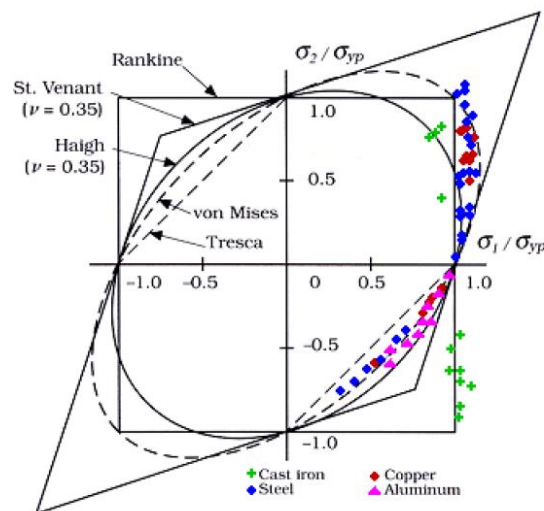 σ₂ / σyp
Rankine
St. Venant
(ν = 0.35)
Haigh
(ν = 0.35)
von Mises
Tresca
1.0
0.5
σ₁ / σyp
-1.0
-0.5
0
0.5
1.0
-0.5
-1.0
Cast iron
Copper
Steel
Aluminum